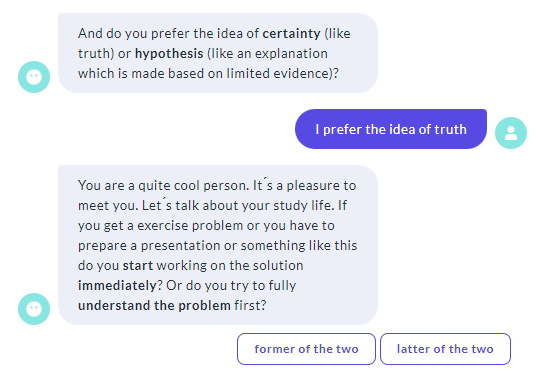 And do you prefer the idea of certainty (like
truth) or hypothesis (like an explanation
which is made based on limited evidence)?
I prefer the idea of truth
You are a quite cool person. It´s a pleasure to
meet you. Let´s talk about your study life. If
you get a exercise problem or you have to
prepare a presentation or something like this
do you start working on the solution
immediately? Or do you try to fully
understand the problem first?
former of the two
latter of the two